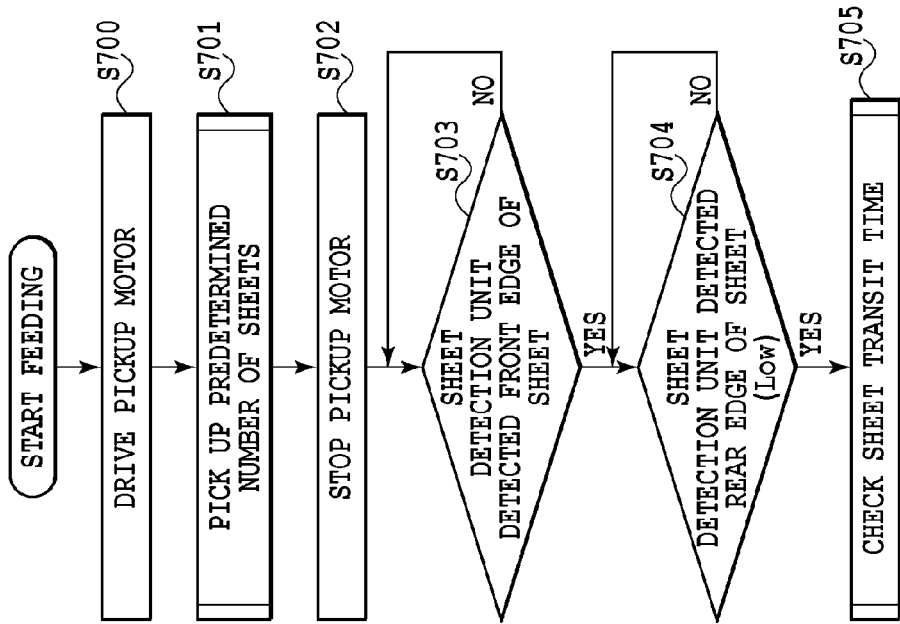 START FEEDING
S700
DRIVE PICKUP MOTOR
S701
PICK UP PREDETERMINED
NUMBER OF SHEETS
S702
STOP PICKUP MOTOR
S703
SHEET
DETECTION UNIT
DETECTED FRONT EDGE OF
SHEET
NO
YES
S704
SHEET
DETECTION UNIT DETECTED
REAR EDGE OF SHEET
(Low)
NO
YES
S705
CHECK SHEET TRANSIT TIME